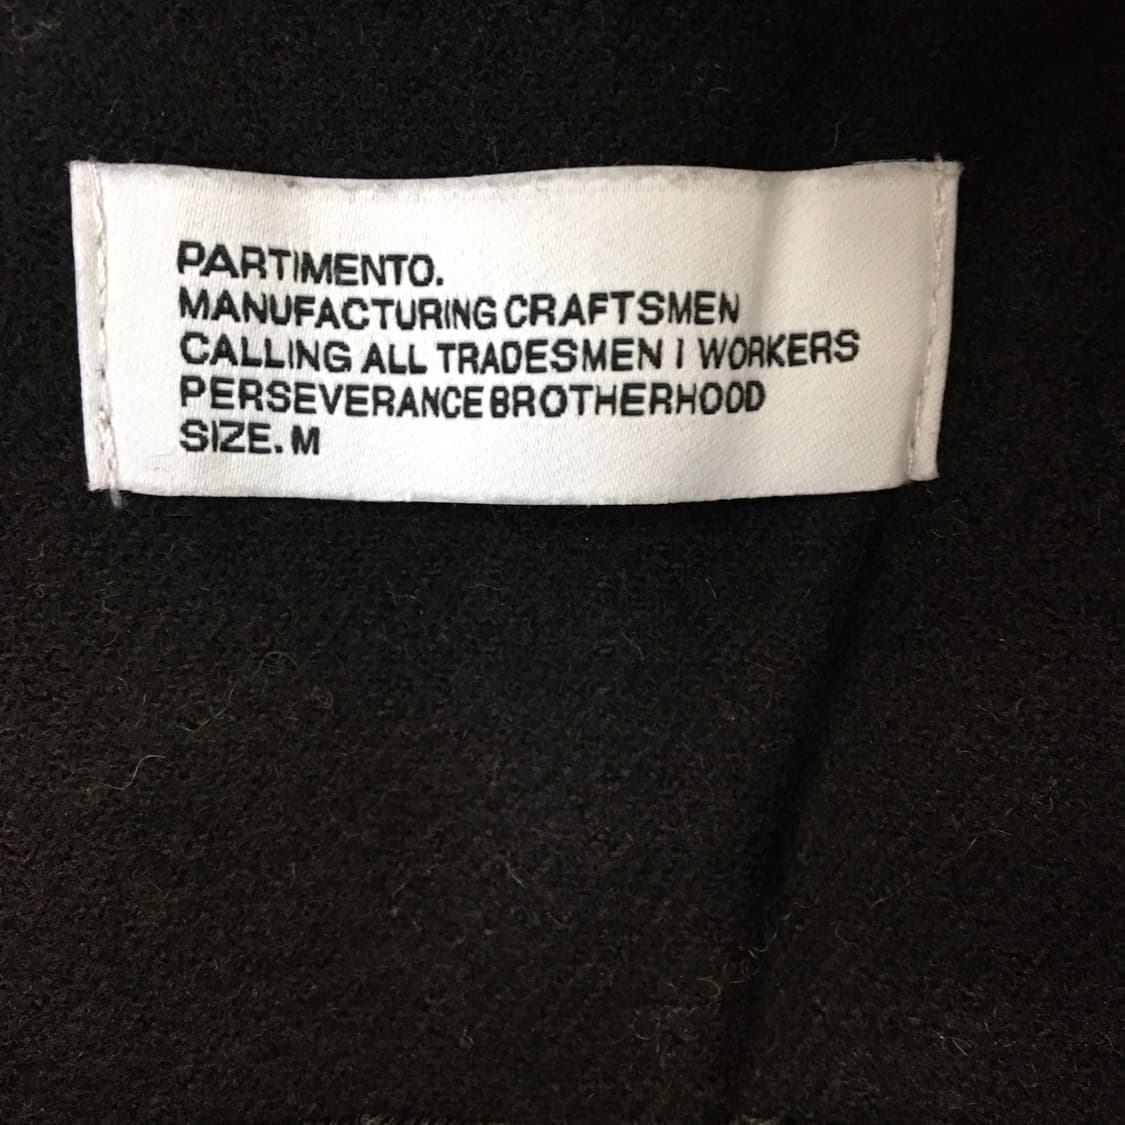 PARTIMENTO.
MANUFACTURING CRAFTSMEN
CALLING ALL TRADESMEN I WORKERS
PERSEVERANCE BROTHERHOOD
SIZE. M